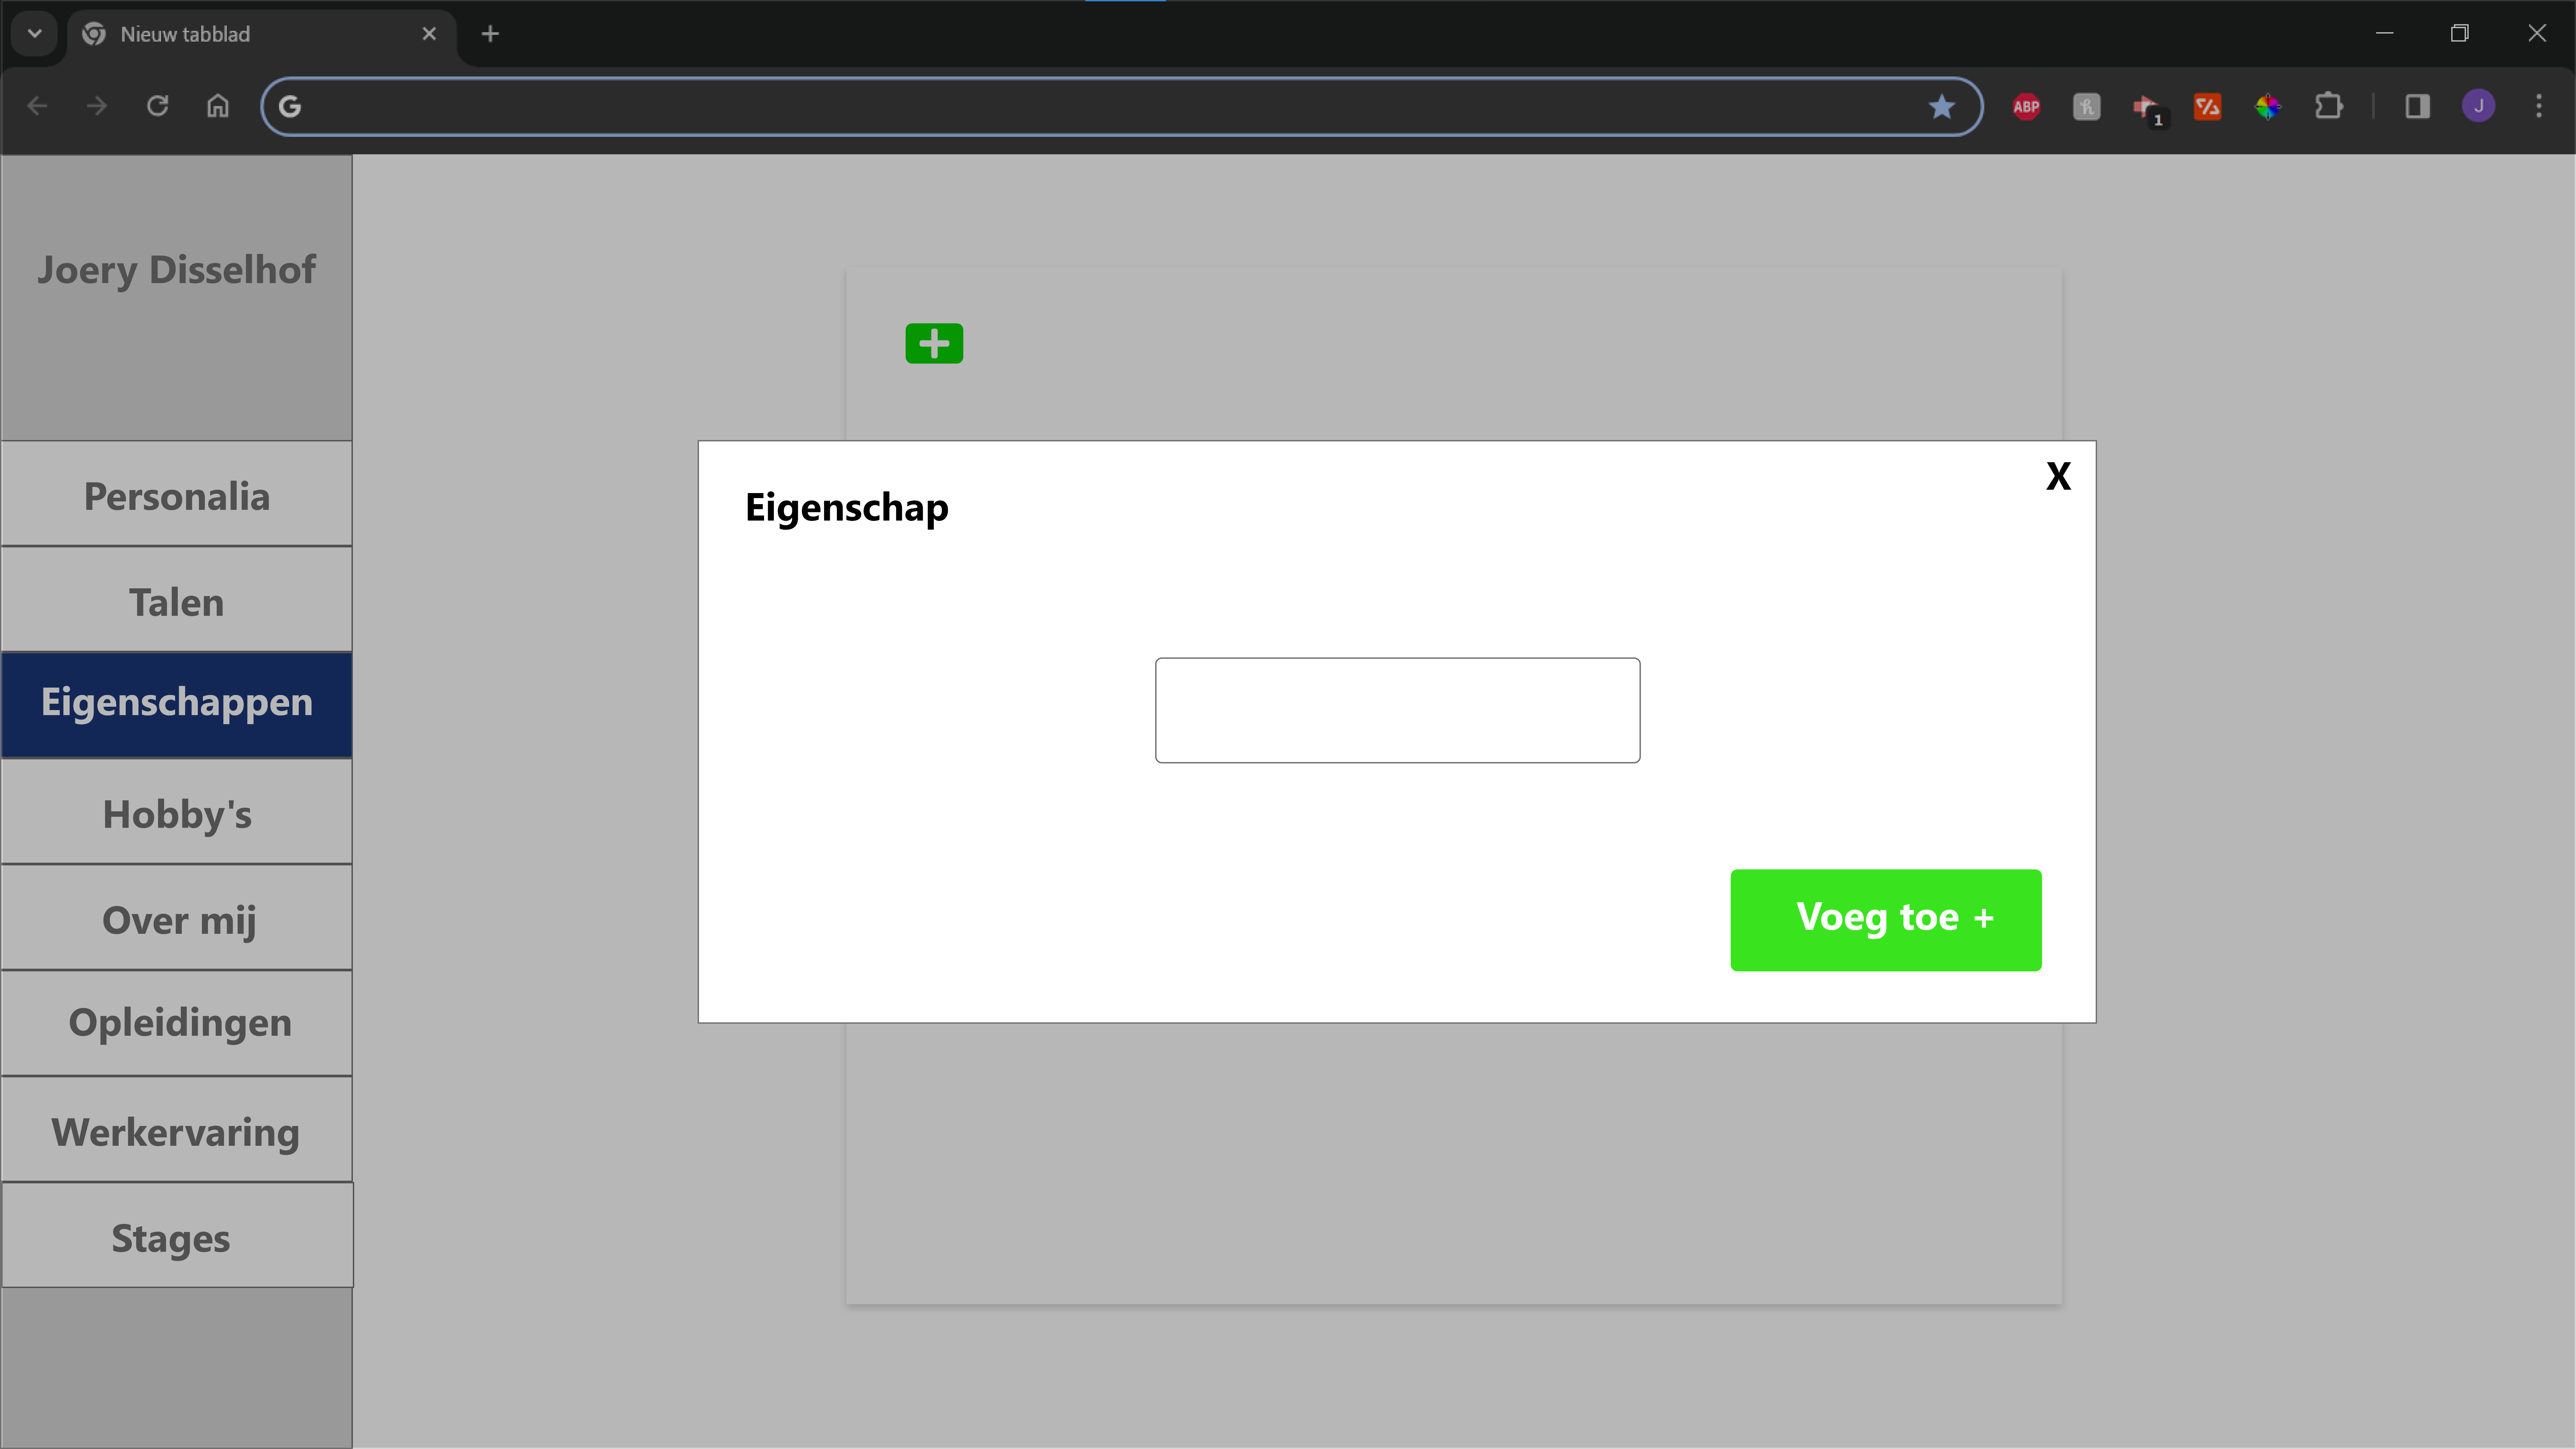 Nieuw tabblad
G
ABP
1
J
Joery Disselhof
Personalia
Talen
Eigenschappen
Hobby's
Over mij
Opleidingen
Werkervaring
Stages
X
Eigenschap
Voeg toe +